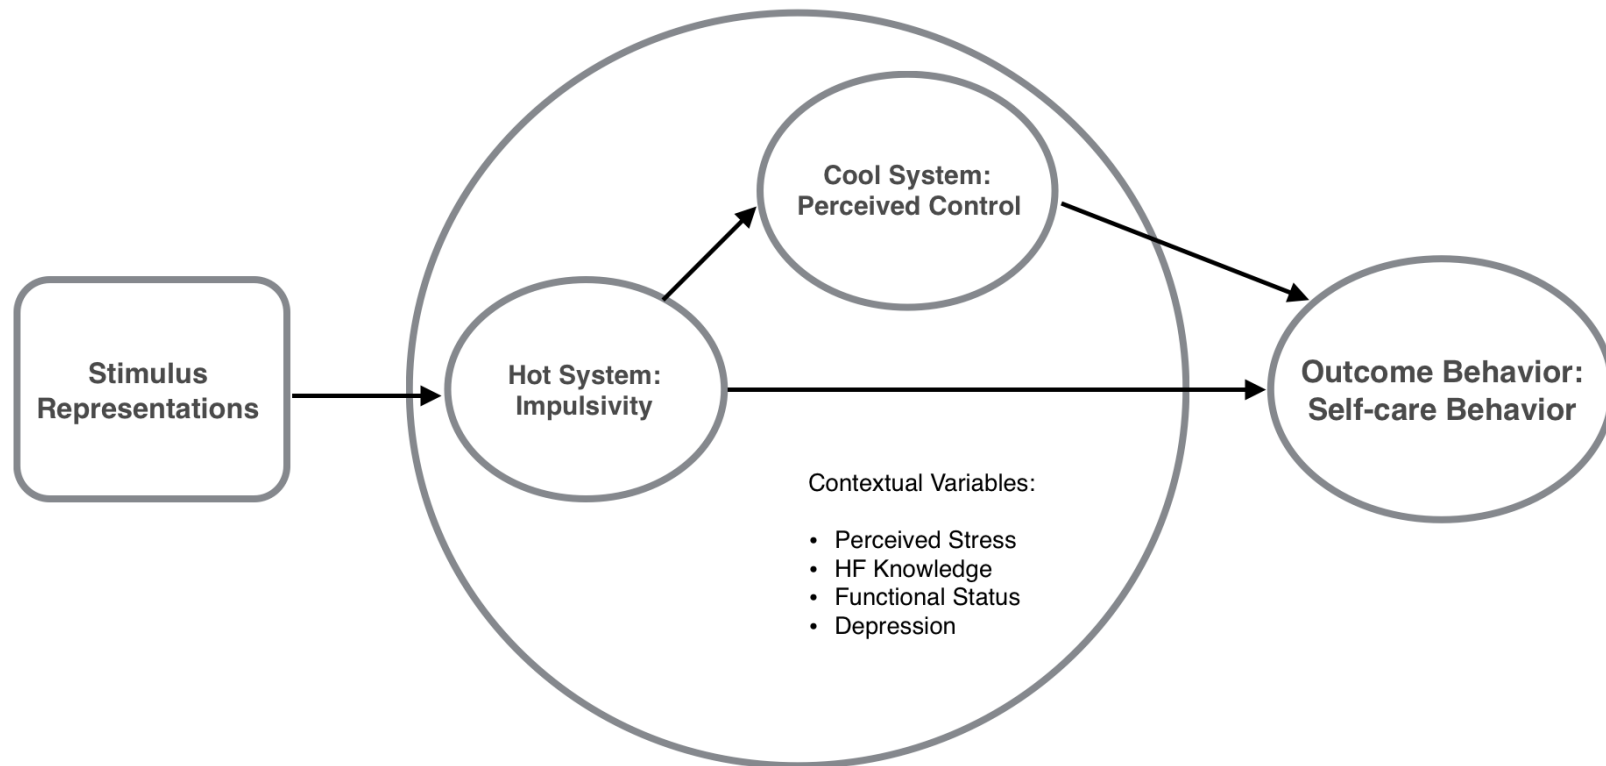 Cool System:
Perceived Control
Stimulus
Representations
Hot System:
Impulsivity
Outcome Behavior:
Self-care Behavior
Contextual Variables:
• Perceived Stress
• HF Knowledge
• Functional Status
• Depression